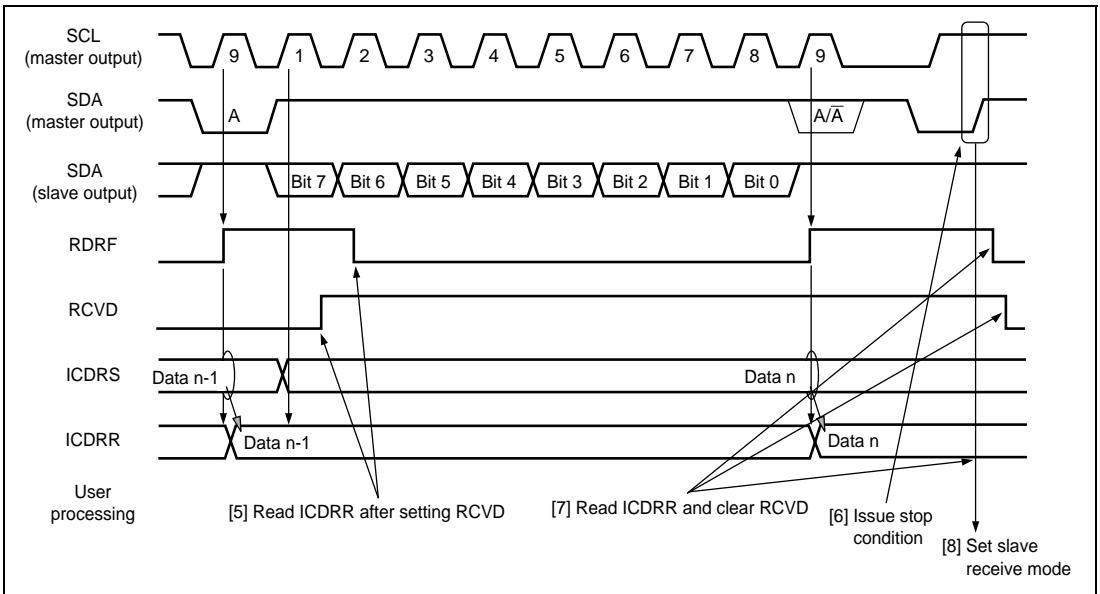 SCL
(master output)
9 1 2 3 4 5 6 7 8 9
SDA
(master output)
A A/A̅
SDA
(slave output)
Bit 7 Bit 6 Bit 5 Bit 4 Bit 3 Bit 2 Bit 1 Bit 0
RDRF
RCVD
ICDRS
Data n-1 Data n
ICDRR
Data n-1 Data n
User
processing
[5] Read ICDRR after setting RCVD
[7] Read ICDRR and clear RCVD
[6] Issue stop
condition
[8] Set slave
receive mode